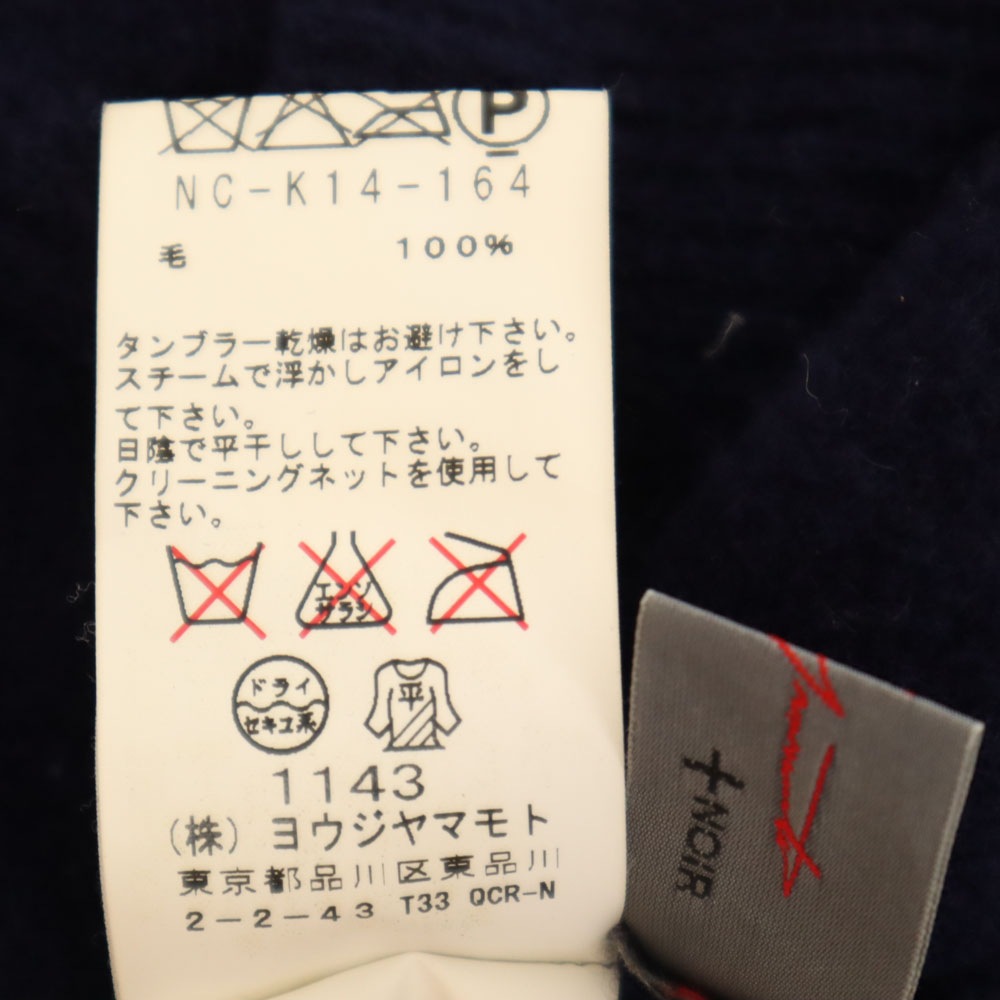 P
NC-K14-164
毛 100%
タンブラー乾燥はお避け下さい。
スチームで浮かしアイロンをし
て下さい。
日陰で平干しして下さい。
クリーニングネットを使用して
下さい。
エンソ
サラシ
ドライ
セキユ系
平
1143
(株) ヨウジヤマモト
東京都品川区東品川
2-2-43 T33 QCR-N
+NOIR